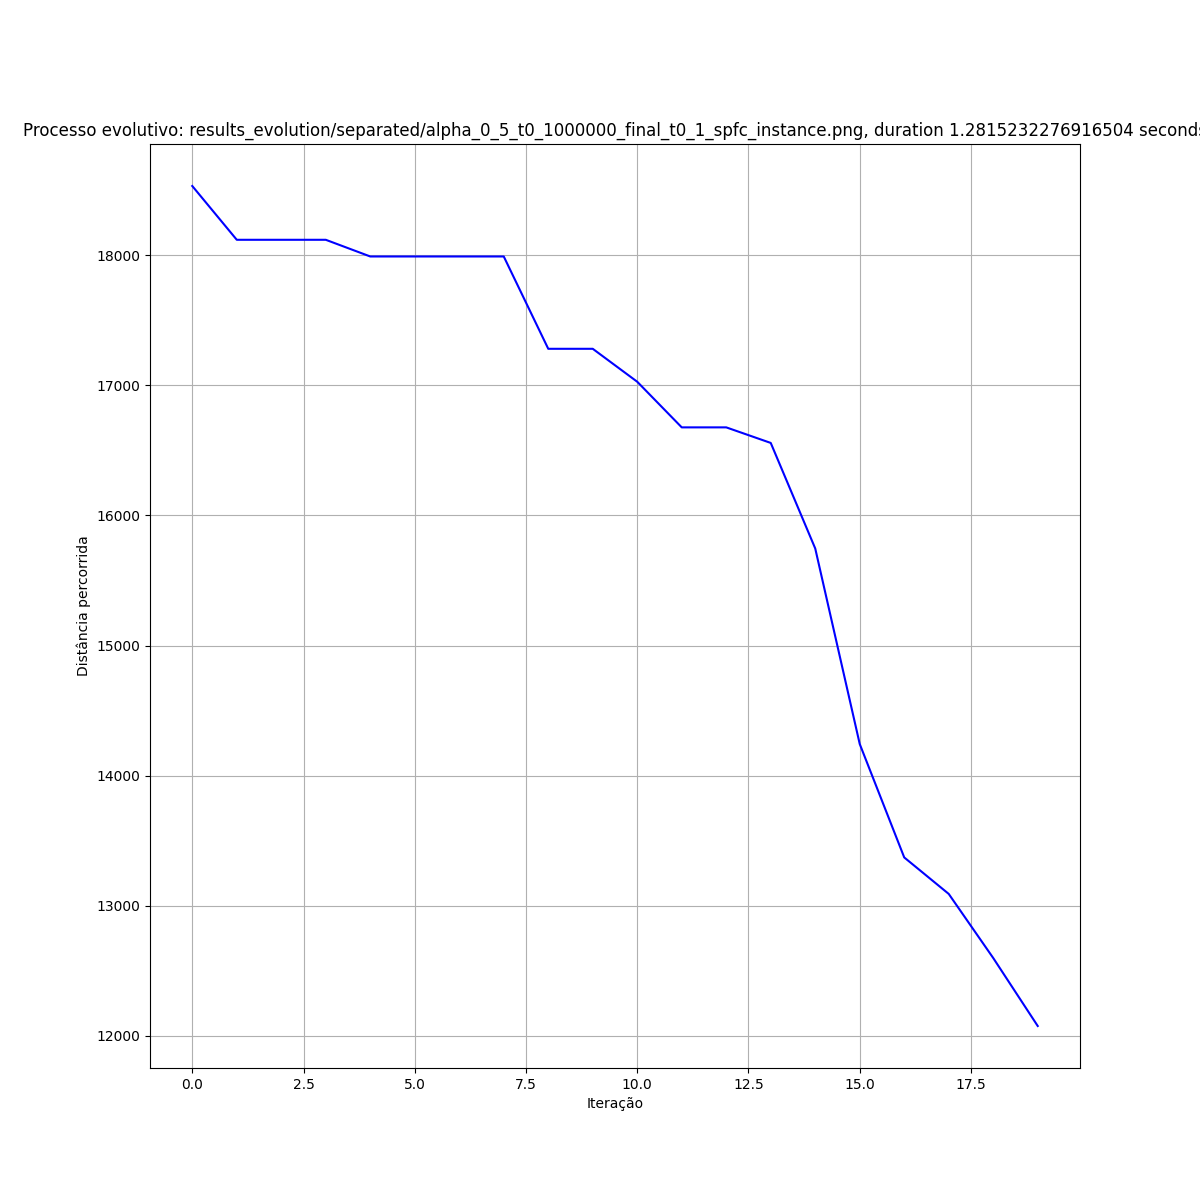 Processo evolutivo: results_evolution/separated/alpha_0_5_t0_1000000_final_t0_1_spfc_instance.png, duration 1.2815232276916504 seconds
18000
17000
16000
15000
14000
13000
12000
Distância percorrida
0.0 2.5 5.0 7.5 10.0 12.5 15.0 17.5
Iteração